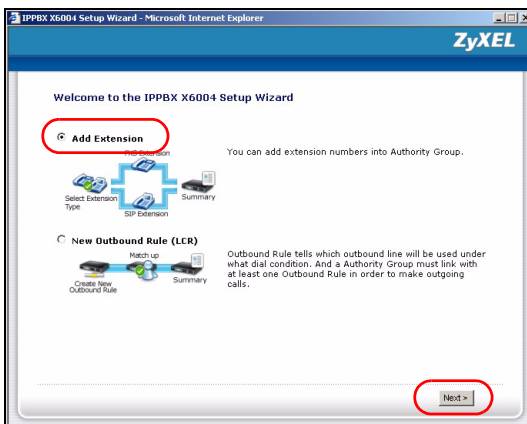 IPPBX X6004 Setup Wizard - Microsoft Internet Explorer
ZyXEL
Welcome to the IPPBX X6004 Setup Wizard
Add Extension
FXS Extension
You can add extension numbers into Authority Group.
Select Extension
Type
Summary
SIP Extension
New Outbound Rule (LCR)
Match up
Outbound Rule tells which outbound line will be used under
what dial condition. And a Authority Group must link with
at least one Outbound Rule in order to make outgoing
calls.
Create New
Outbound Rule
Summary
Next >